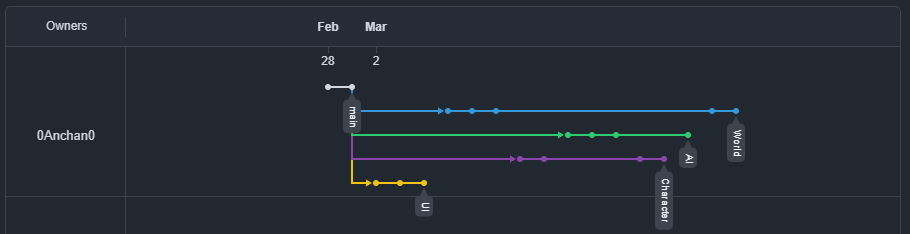 Owners
Feb Mar
28 2
main
0Anchan0
World
AI
Character
UI